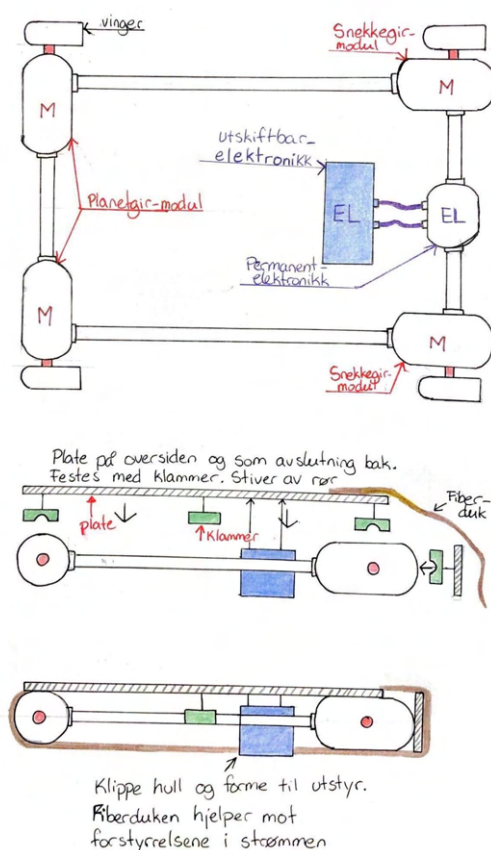 vinger
Snekkegir-
modul
M
M
utskiftbar-
elektronikk
EL
EL
Planetgir-modul
Permanent-
elektronikk
M
M
Snekkegir-
modul
Plate på oversiden og som avslutning bak.
Festes med klammer. Stiver av rør
Fiber-
duk
plate
Klammer
Klippe hull og forme til utstyr.
Fiberduken hjelper mot
forstyrrelsene i strømmen